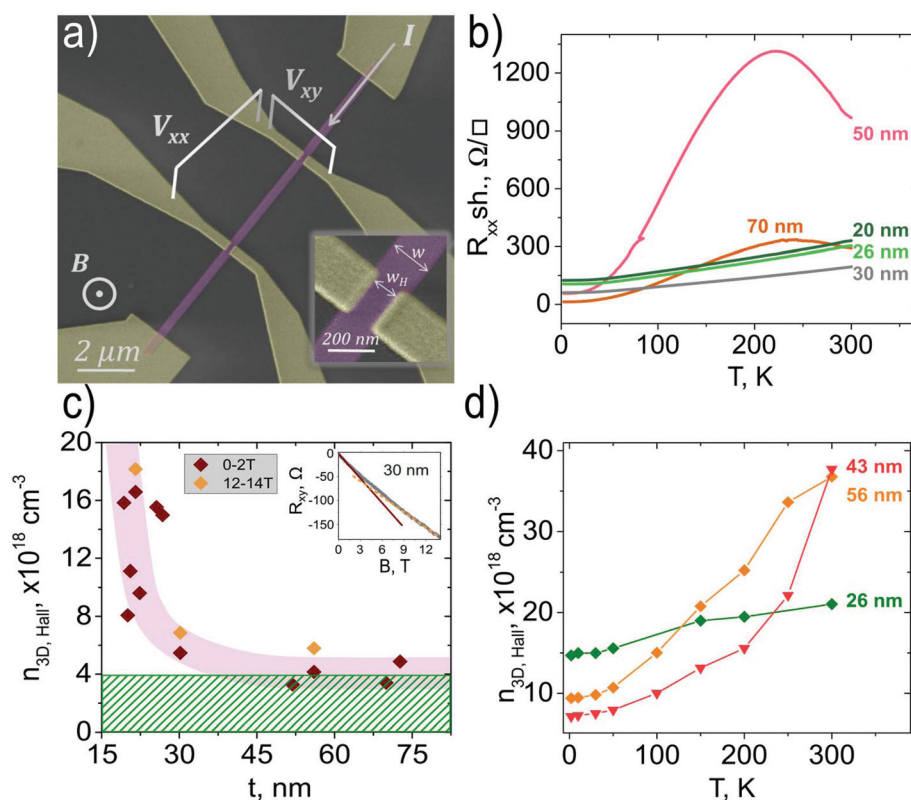 a)
I
V_xy
V_xx
B
2 μm
w
w_H
200 nm
b)
R_xx sh., Ω/□
1200
900
600
300
0
0
100
200
300
T, K
50 nm
70 nm
20 nm
26 nm
30 nm
c)
n_3D, Hall, x10^18 cm^-3
20
16
12
8
4
0
15
30
45
60
75
t, nm
0-2T
12-14T
R_xy, Ω
0
-50
-100
-150
30 nm
0
3
6
9
12
B, T
d)
n_3D, Hall, x10^18 cm^-3
40
30
20
10
0
100
200
300
T, K
43 nm
56 nm
26 nm